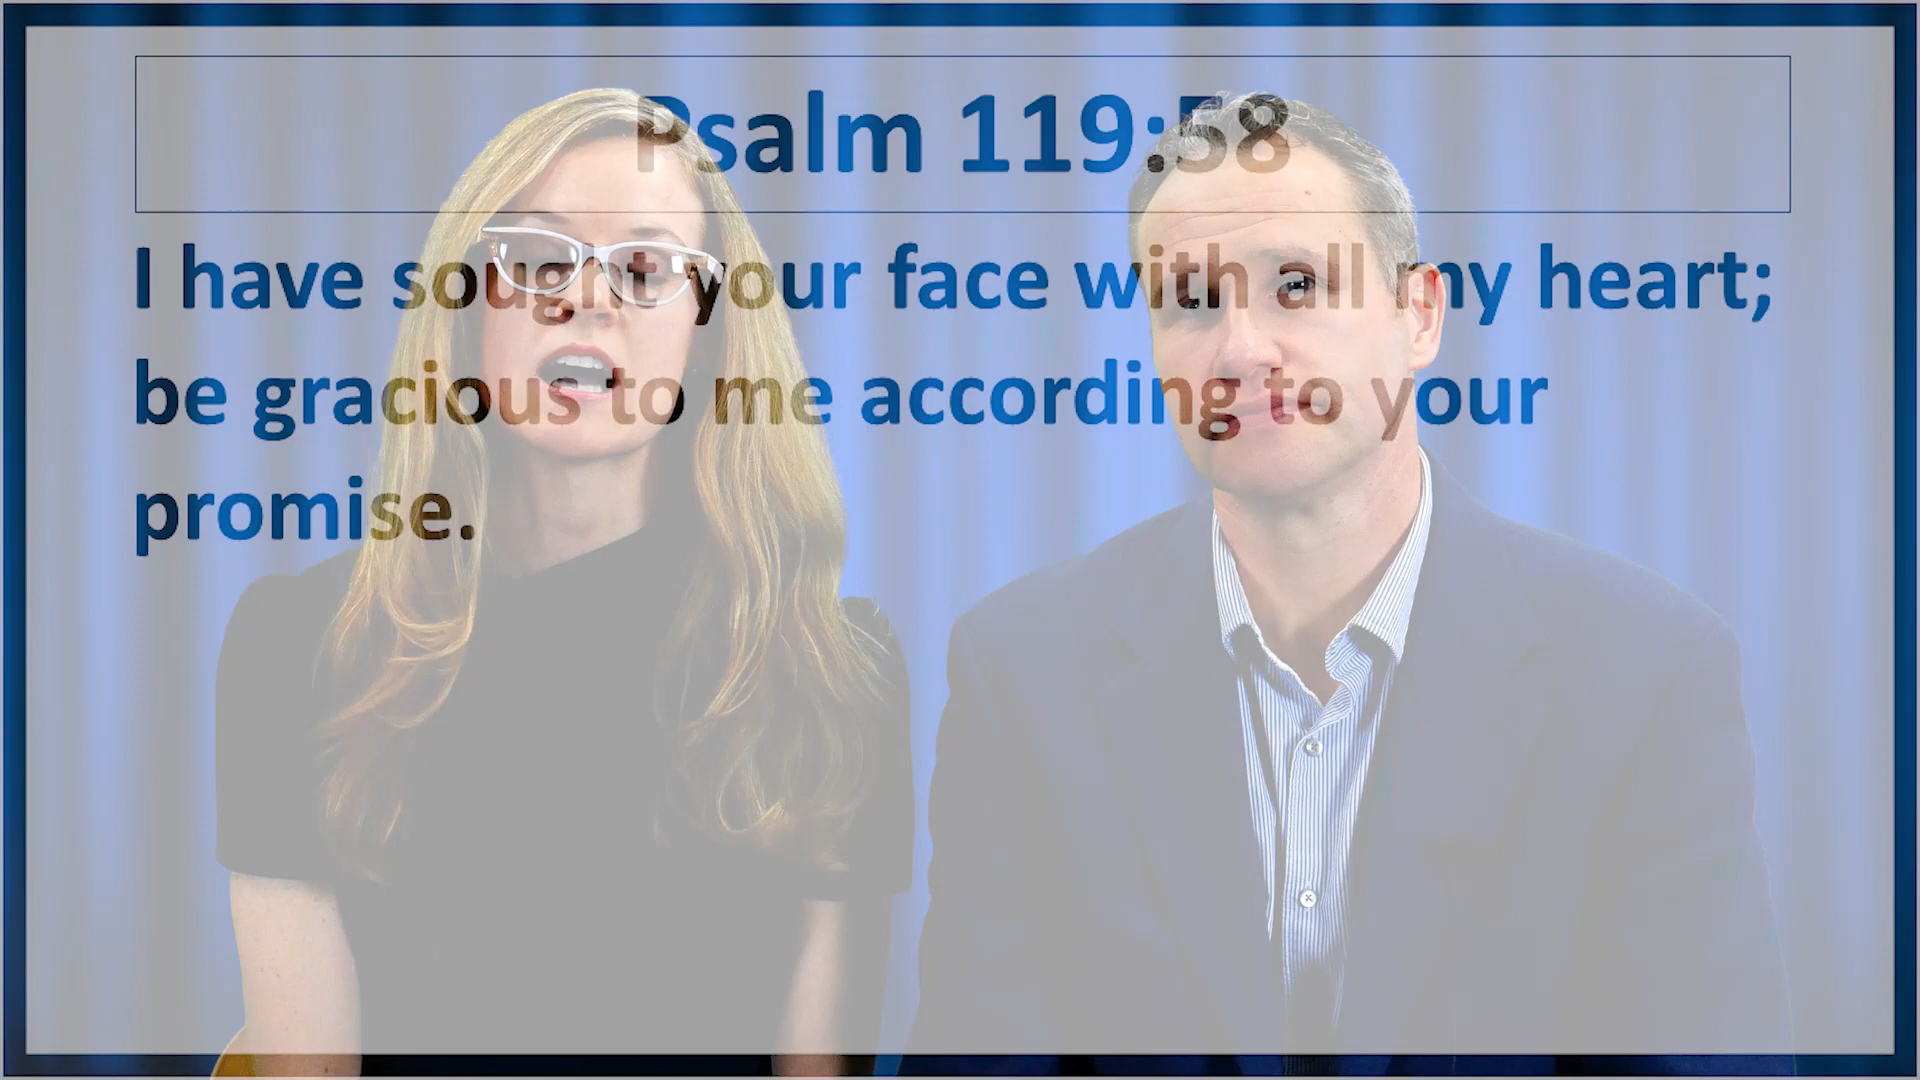 Psalm 119:58
I have sought your face with all my heart;
be gracious to me according to your
promise.